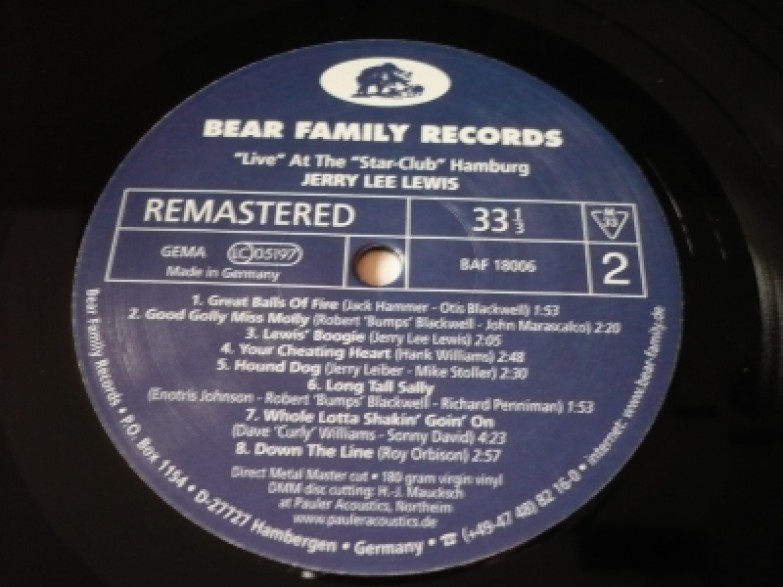 BEAR FAMILY RECORDS
"Live" At The "Star-Club" Hamburg
JERRY LEE LEWIS
REMASTERED
33 1/3
M
33
GEMA LC 05197
Made in Germany
BAF 18006
2
1. Great Balls Of Fire (Jack Hammer - Otis Blackwell) 1:53
2. Good Golly Miss Molly (Robert 'Bumps' Blackwell - John Marascalco) 2:20
3. Lewis' Boogie (Jerry Lee Lewis) 2:05
4. Your Cheating Heart (Hank Williams) 2:48
5. Hound Dog (Jerry Leiber - Mike Stoller) 2:30
6. Long Tall Sally
(Enotris Johnson - Robert 'Bumps' Blackwell - Richard Penniman) 1:53
7. Whole Lotta Shakin' Goin' On
(Dave 'Curly' Williams - Sonny David) 4:23
8. Down The Line (Roy Orbison) 2:57
Direct Metal Master cut • 180 gram virgin vinyl
DMM disc cutting: H.-J. Maucksch
at Pauler Acoustics, Northeim
www.pauleracoustics.de
Bear Family Records • P.O. Box 1154 • D-27727 Hambergen • Germany • ☎ (+49-47 48) 82 16-0 • internet: www.bear-family.de